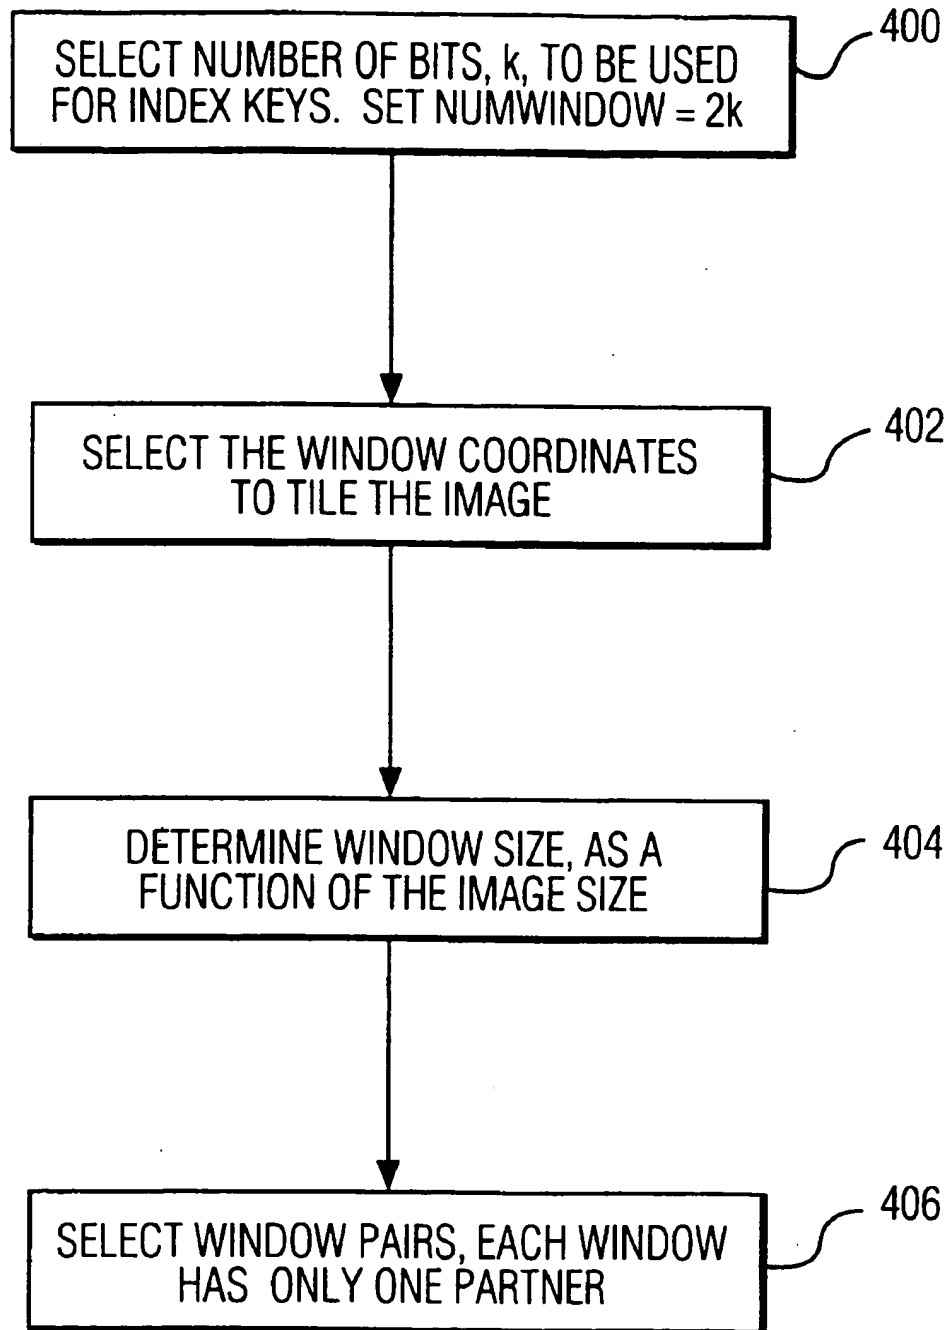 400
SELECT NUMBER OF BITS, k, TO BE USED
FOR INDEX KEYS. SET NUMWINDOW = 2k
402
SELECT THE WINDOW COORDINATES
TO TILE THE IMAGE
404
DETERMINE WINDOW SIZE, AS A
FUNCTION OF THE IMAGE SIZE
406
SELECT WINDOW PAIRS, EACH WINDOW
HAS ONLY ONE PARTNER